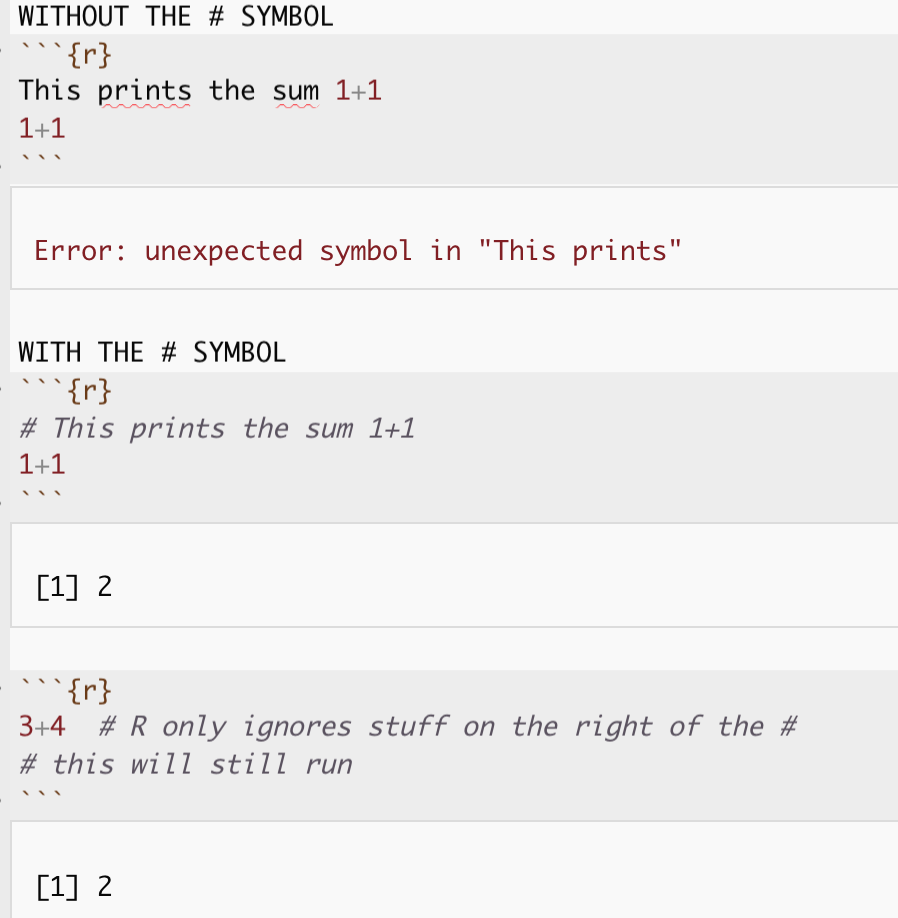 WITHOUT THE # SYMBOL
```{r}
This prints the sum 1+1
1+1
```
Error: unexpected symbol in "This prints"
WITH THE # SYMBOL
```{r}
# This prints the sum 1+1
1+1
```
[1] 2
```{r}
3+4  # R only ignores stuff on the right of the #
# this will still run
```
[1] 2